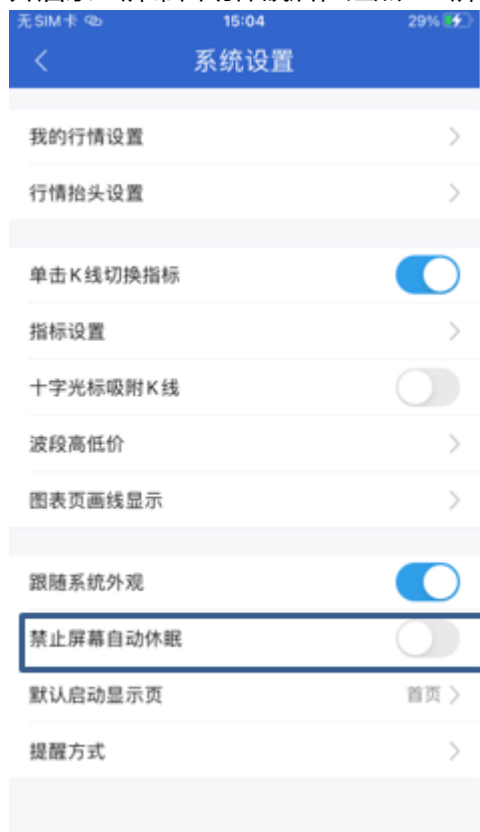 无SIM卡 15:04 29%
系统设置
我的行情设置
行情抬头设置
单击K线切换指标
指标设置
十字光标吸附K线
波段高低价
图表页画线显示
跟随系统外观
禁止屏幕自动休眠
默认启动显示页 首页
提醒方式